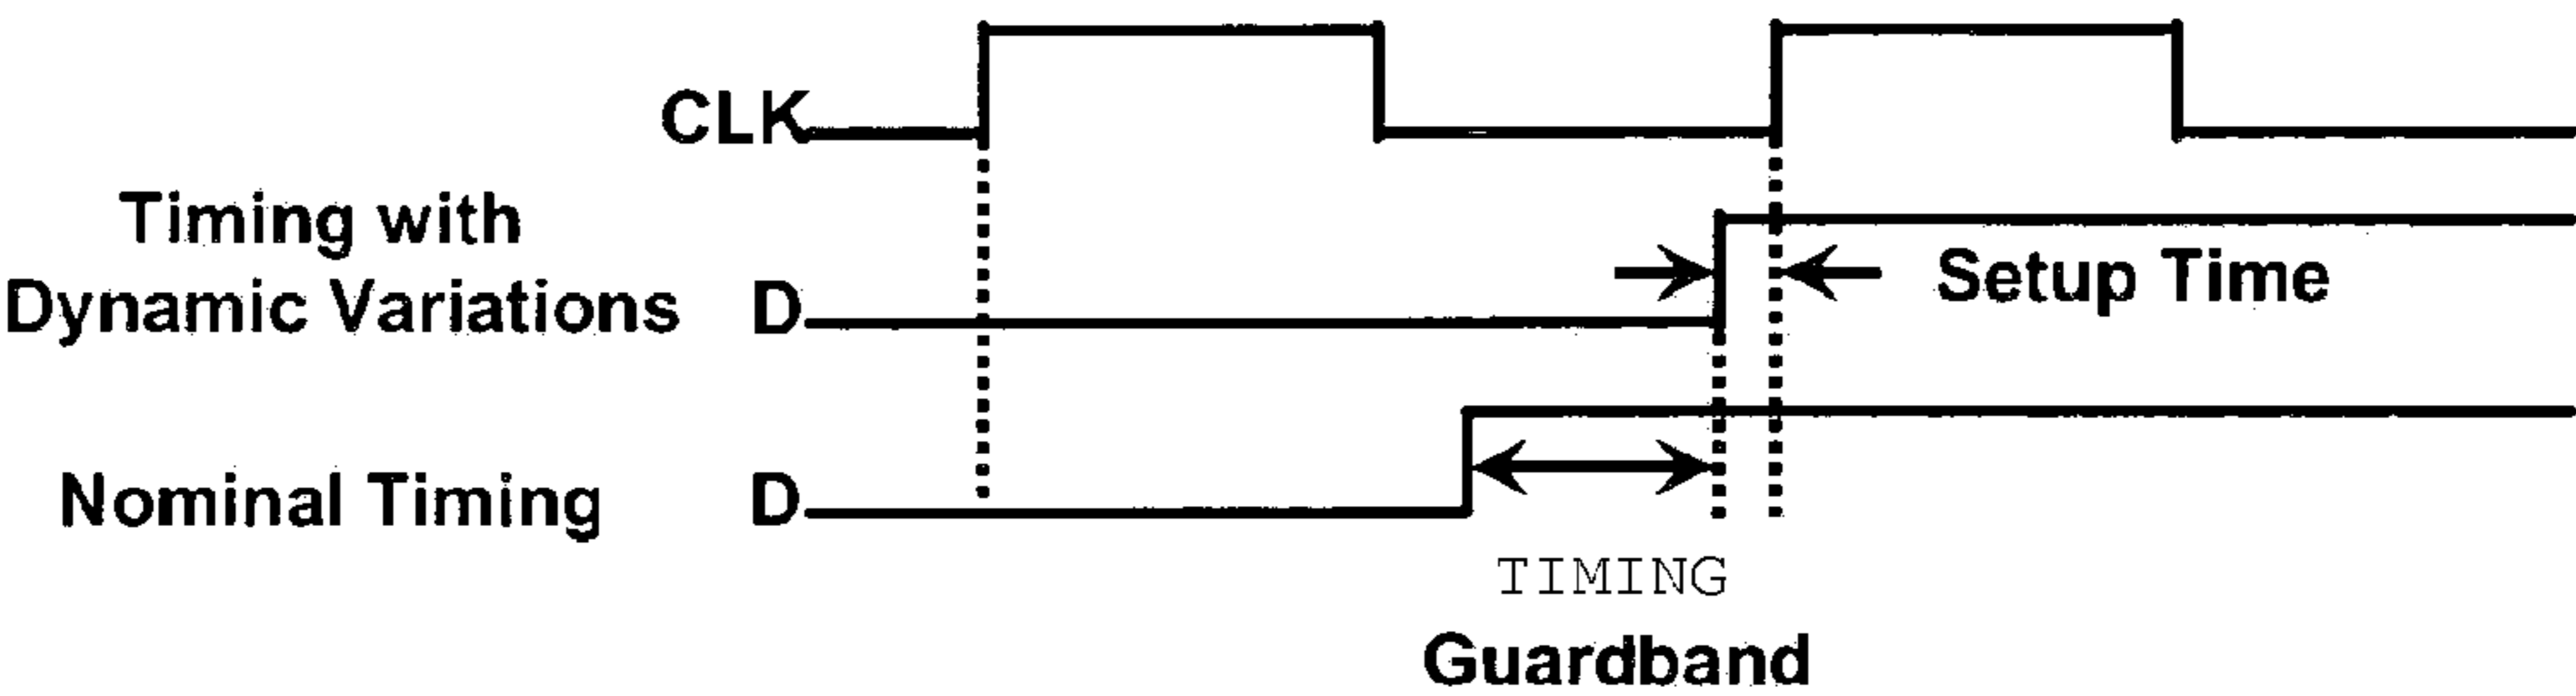 CLK
Timing with
Dynamic Variations D
Setup Time
Nominal Timing D
TIMING
Guardband